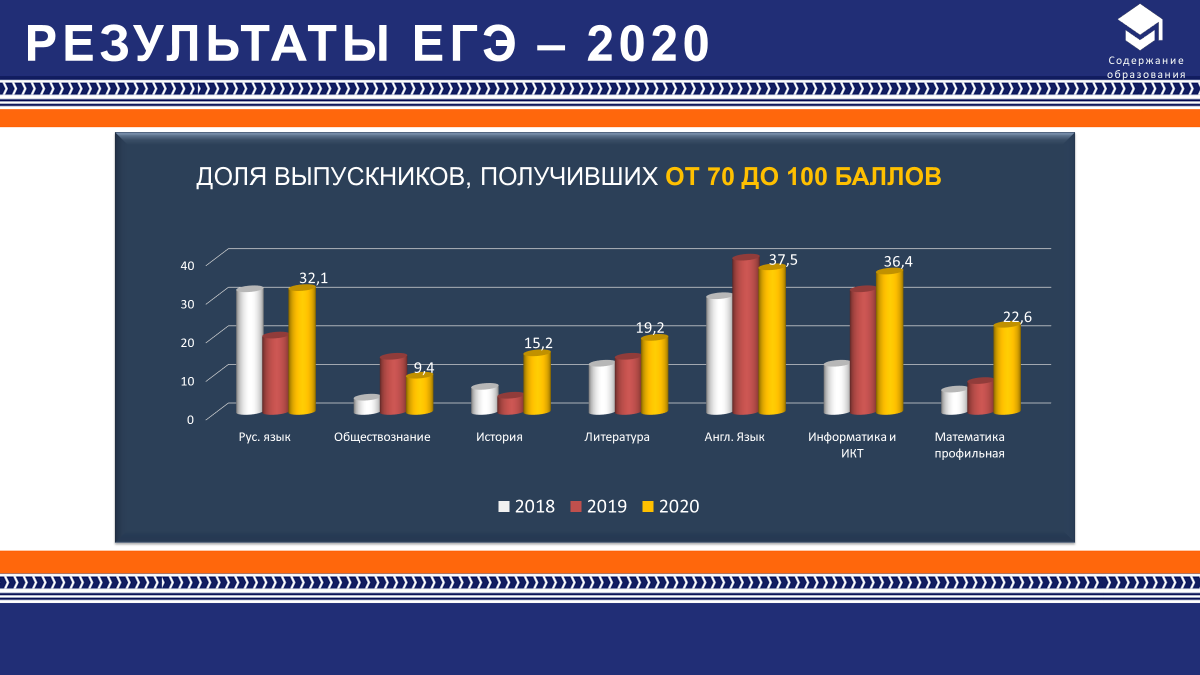 РЕЗУЛЬТАТЫ ЕГЭ – 2020
Содержание
образования
ДОЛЯ ВЫПУСКНИКОВ, ПОЛУЧИВШИХ ОТ 70 ДО 100 БАЛЛОВ
40
30
20
10
0
32,1
9,4
15,2
19,2
37,5
36,4
22,6
Рус. язык
Обществознание
История
Литература
Англ. Язык
Информатика и
ИКТ
Математика
профильная
2018
2019
2020